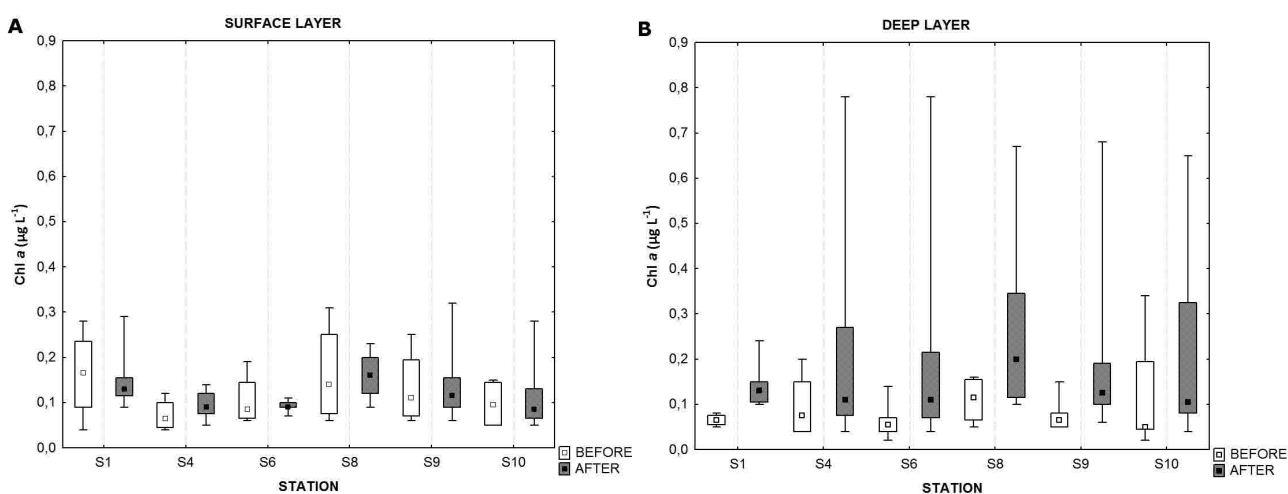 A
SURFACE LAYER
0,9
0,8
0,7
0,6
0,5
0,4
0,3
0,2
0,1
0,0
Chl a (µg L-1)
S1 S4 S6 S8 S9 S10
STATION
BEFORE
AFTER
B
DEEP LAYER
0,9
0,8
0,7
0,6
0,5
0,4
0,3
0,2
0,1
0,0
Chl a (µg L-1)
S1 S4 S6 S8 S9 S10
STATION
BEFORE
AFTER